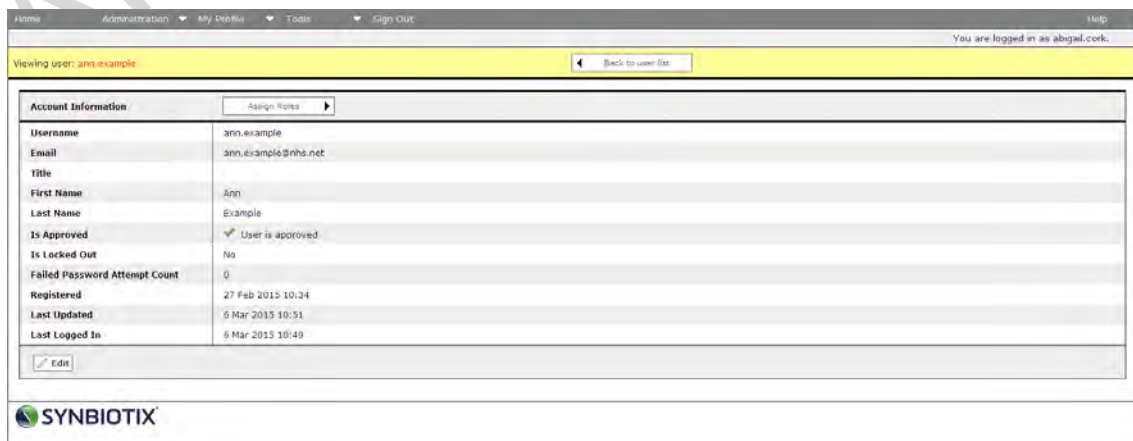 Home Administration My Profile Tools Sign Out Help
You are logged in as abigail.cork.
Viewing user: ann.example Back to user list
Account Information Assign Roles
Username ann.example
Email ann.example@nhs.net
Title
First Name Ann
Last Name Example
Is Approved User is approved
Is Locked Out No
Failed Password Attempt Count 0
Registered 27 Feb 2015 10:34
Last Updated 6 Mar 2015 10:51
Last Logged In 6 Mar 2015 10:49
Edit
SYNBIOTIX